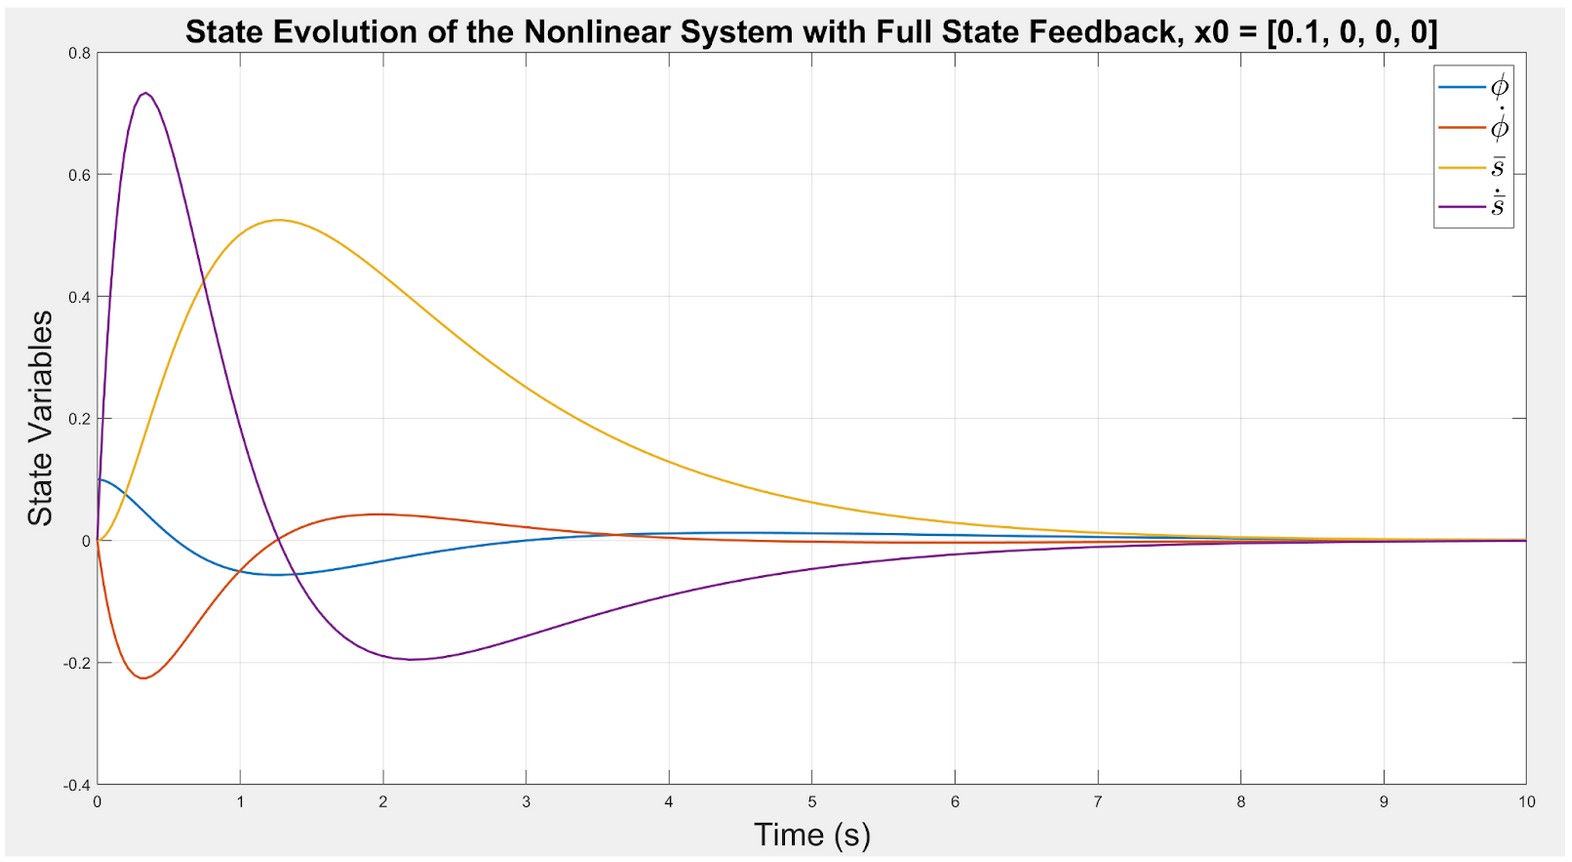 State Evolution of the Nonlinear System with Full State Feedback, x0 = [0.1, 0, 0, 0]
0.8
0.6
0.4
0.2
0
-0.2
-0.4
State Variables
ϕ
ϕ̇
s̄
s̄̇
0 1 2 3 4 5 6 7 8 9 10
Time (s)